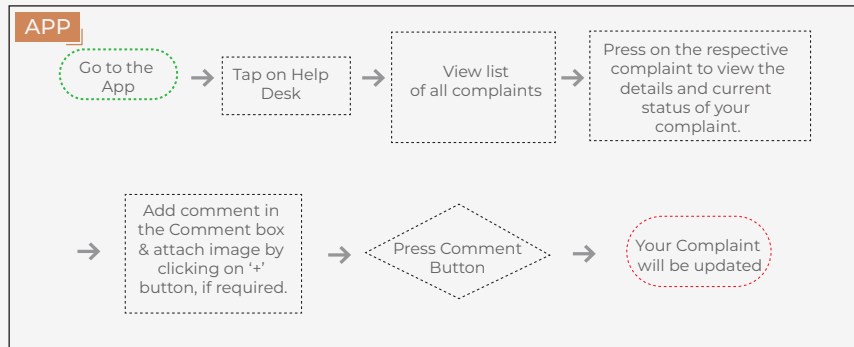 APP
Go to the
App
Tap on Help
Desk
View list
of all complaints
Press on the respective
complaint to view the
details and current
status of your
complaint.
Add comment in
the Comment box
& attach image by
clicking on ‘+’
button, if required.
Press Comment
Button
Your Complaint
will be updated